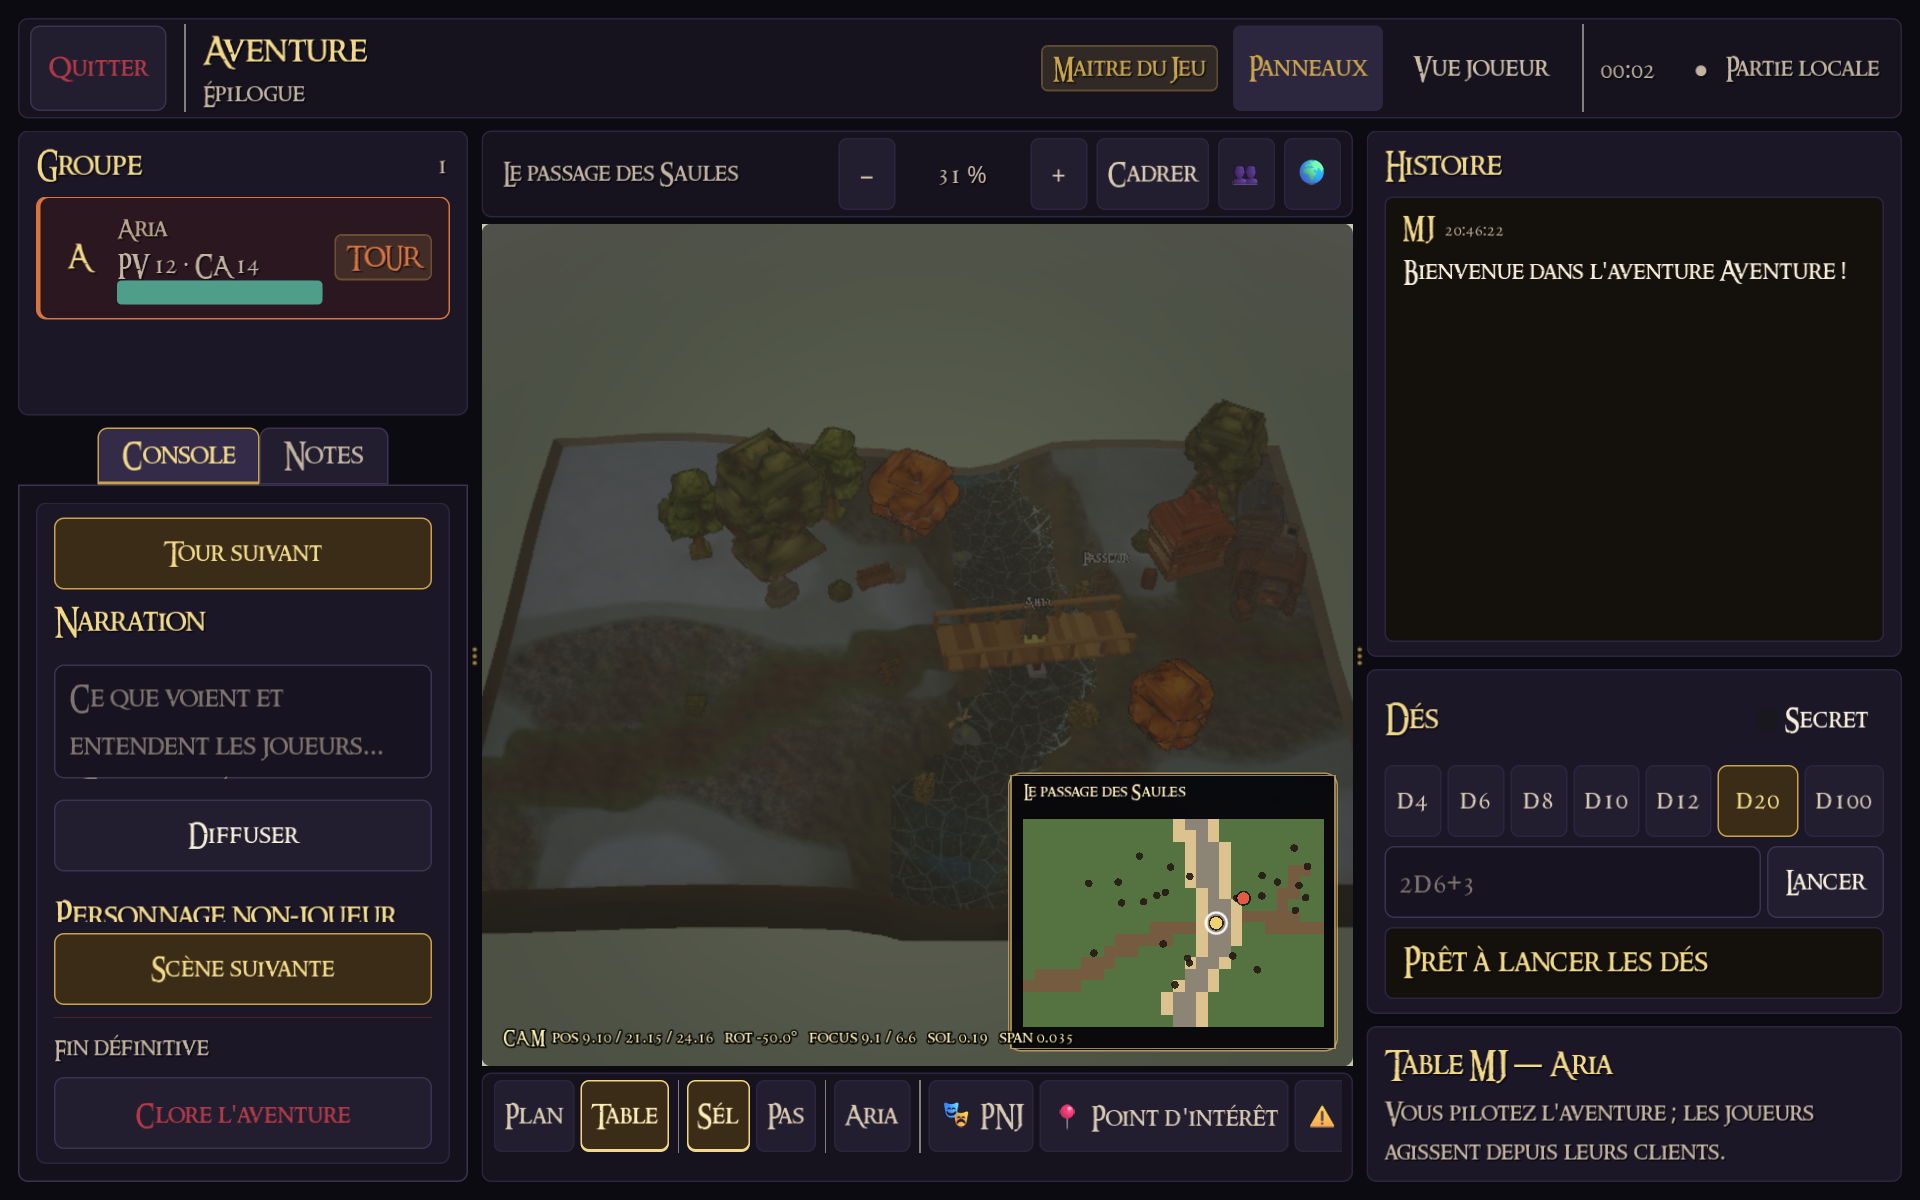 Quitter
Aventure
Épilogue
Maitre du Jeu
Panneaux
Vue joueur
00:02
● Partie locale
Groupe
1
A
Aria
PV 12 · CA 14
TOUR
Console
Notes
Tour suivant
Narration
Ce que voient et
entendent les joueurs...
Diffuser
Personnage non-joueur
Scène suivante
Fin définitive
Clore l'aventure
Le passage des Saules
–
31 %
+
Cadrer
Passeur
Aria
Le passage des Saules
CAM POS 9.10 / 21.15 / 24.16 ROT -50.0° FOCUS 9.1 / 6.6 SOL 0.19 SPAN 0.035
Plan
Table
Sél
Pas
Aria
PNJ
Point d'intérêt
Histoire
MJ 20:46:22
Bienvenue dans l'aventure Aventure !
Dés
Secret
D4
D6
D8
D10
D12
D20
D100
2d6+3
Lancer
Prêt à lancer les dés
Table MJ — Aria
Vous pilotez l'aventure ; les joueurs
agissent depuis leurs clients.